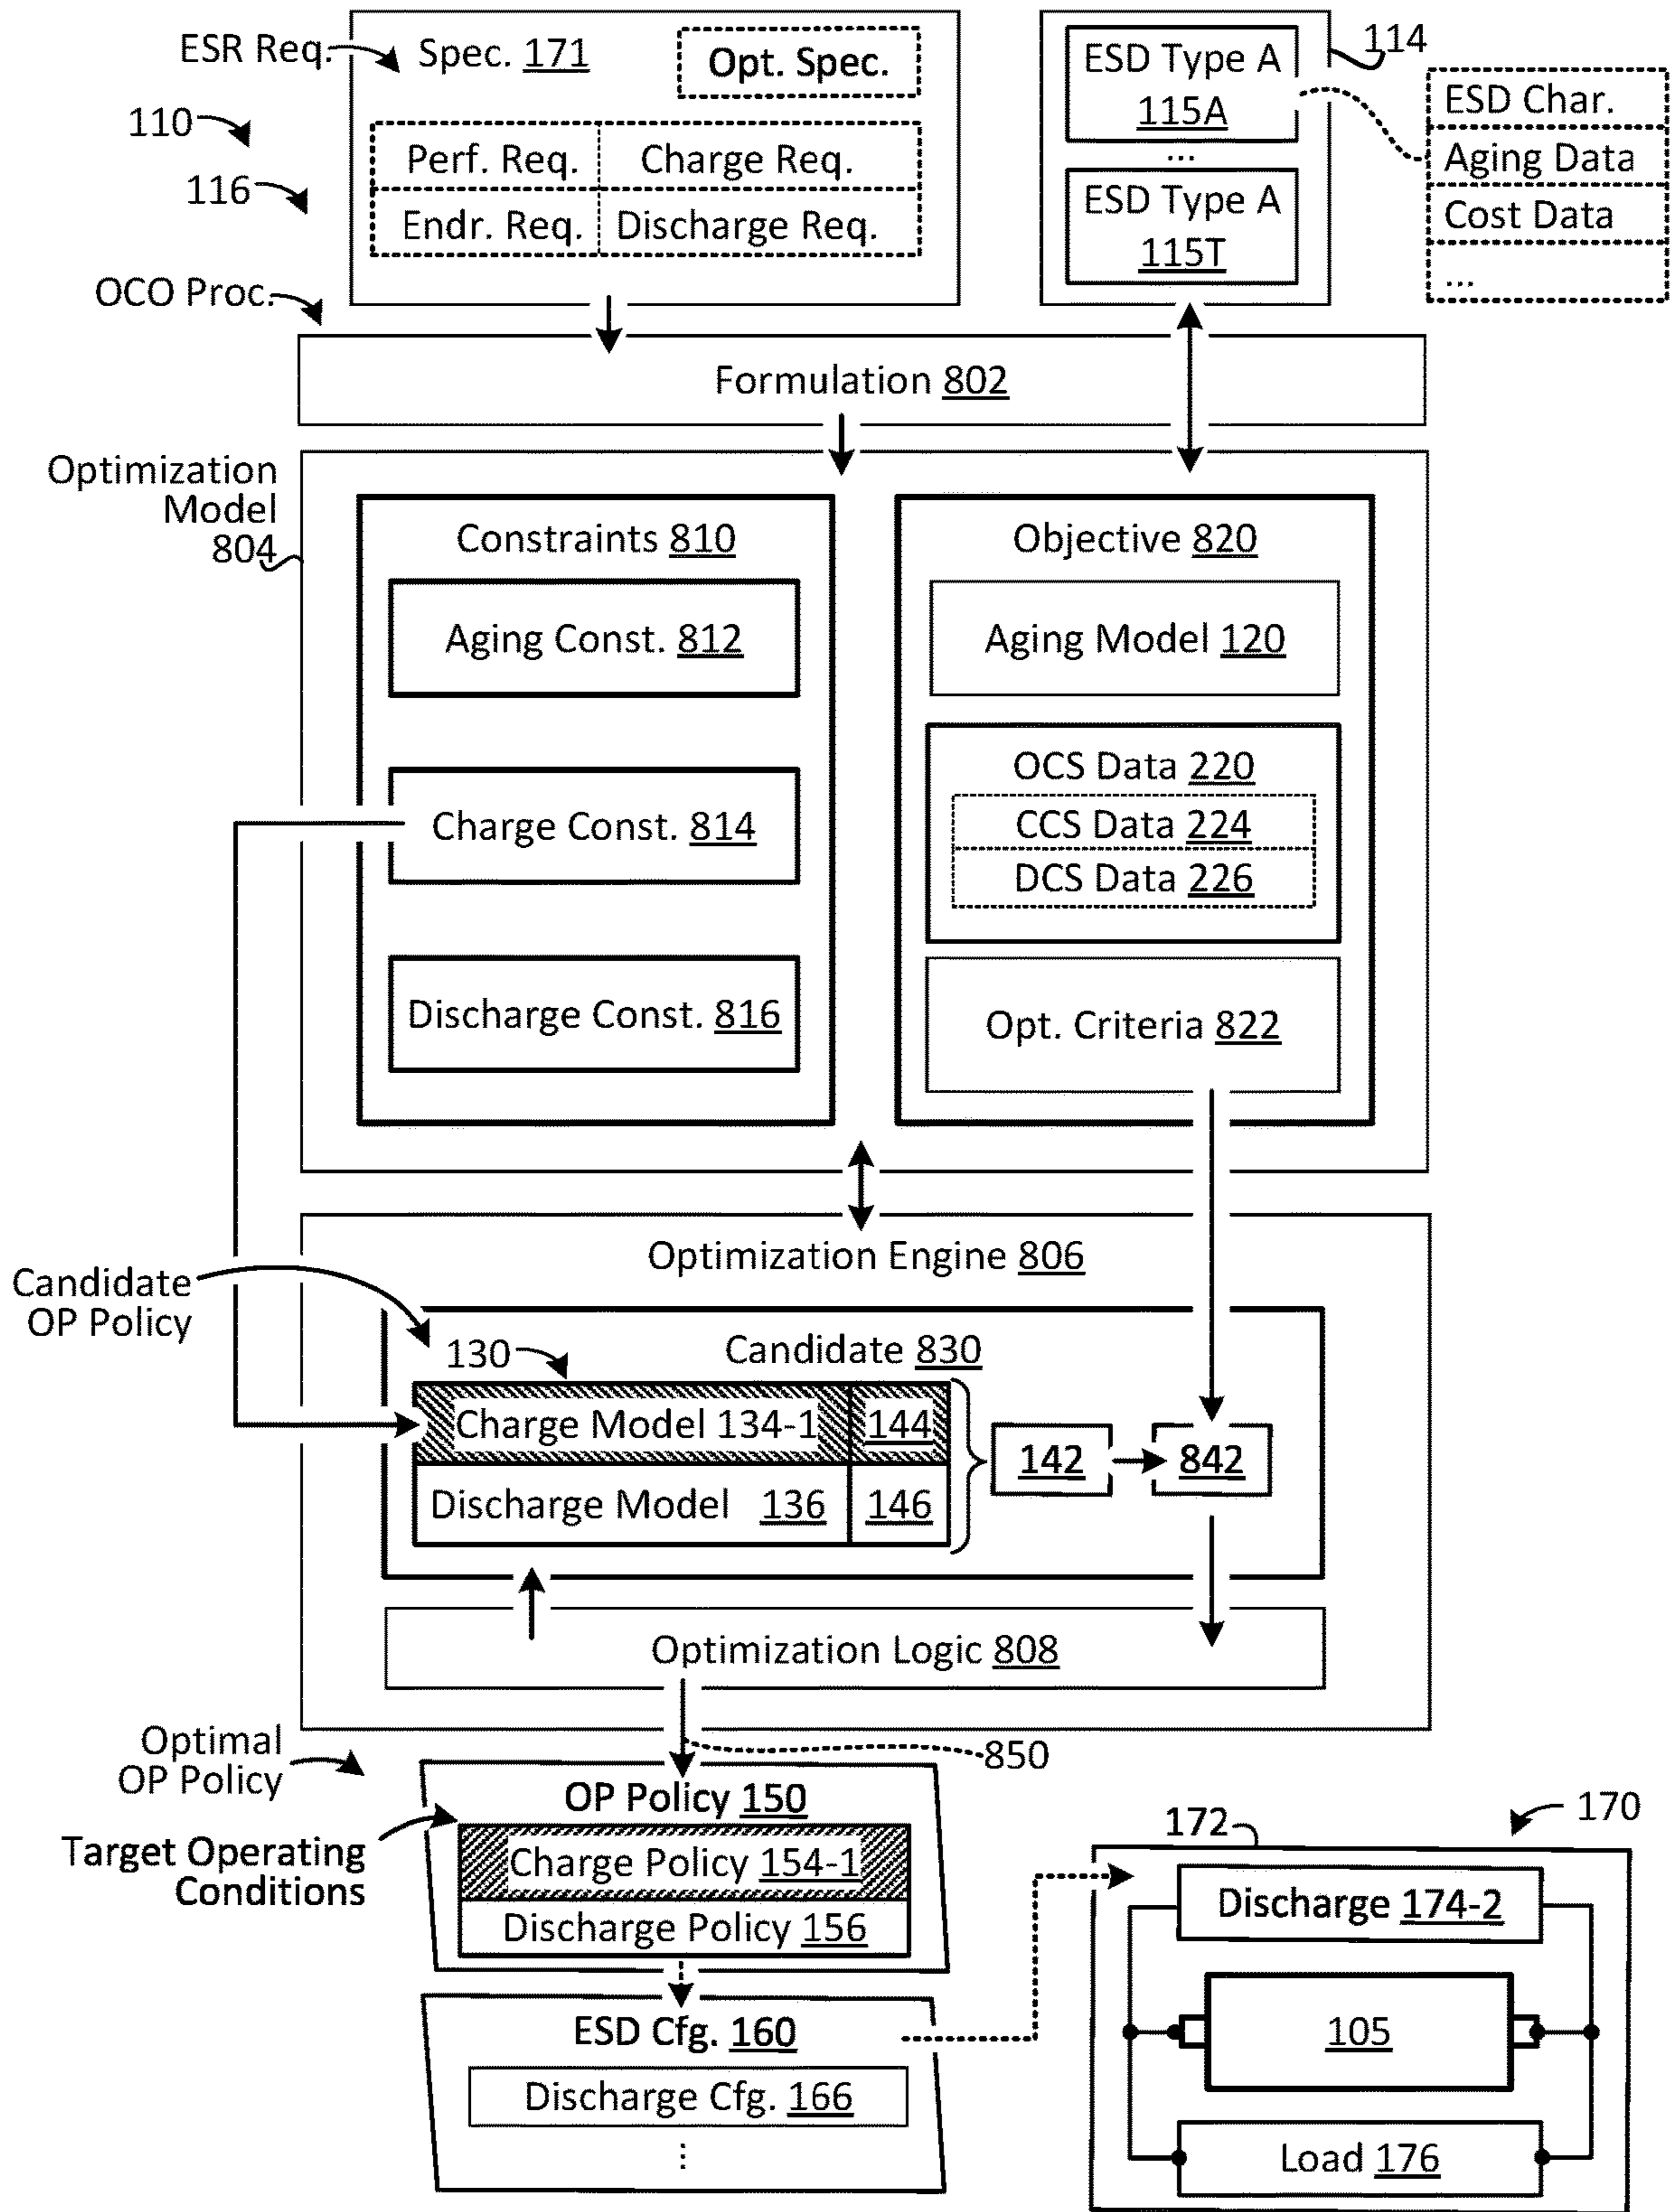 ESR Req.
Spec. 171
Opt. Spec.
110
116
Perf. Req.
Charge Req.
Endr. Req.
Discharge Req.
ESD Type A
115A
...
ESD Type A
115T
114
ESD Char.
Aging Data
Cost Data
...
OCO Proc.
Formulation 802
Optimization
Model
804
Constraints 810
Aging Const. 812
Charge Const. 814
Discharge Const. 816
Objective 820
Aging Model 120
OCS Data 220
CCS Data 224
DCS Data 226
Opt. Criteria 822
Optimization Engine 806
Candidate
OP Policy
130
Candidate 830
Charge Model 134-1
144
Discharge Model 136
146
142
842
Optimization Logic 808
850
Optimal
OP Policy
OP Policy 150
Target Operating
Conditions
Charge Policy 154-1
Discharge Policy 156
ESD Cfg. 160
Discharge Cfg. 166
⋮
170
172
Discharge 174-2
105
Load 176